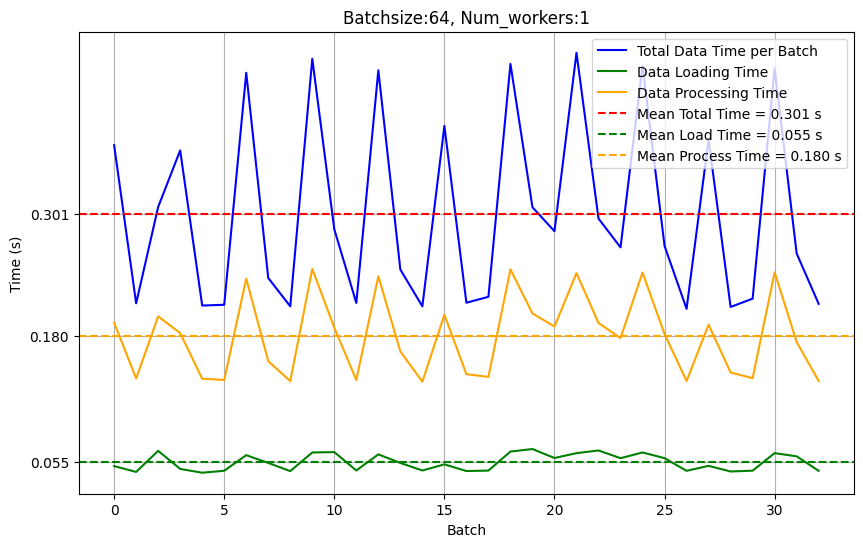 Batchsize:64, Num_workers:1
Total Data Time per Batch
Data Loading Time
Data Processing Time
Mean Total Time = 0.301 s
Mean Load Time = 0.055 s
Mean Process Time = 0.180 s
Time (s)
0.301
0.180
0.055
0 5 10 15 20 25 30
Batch